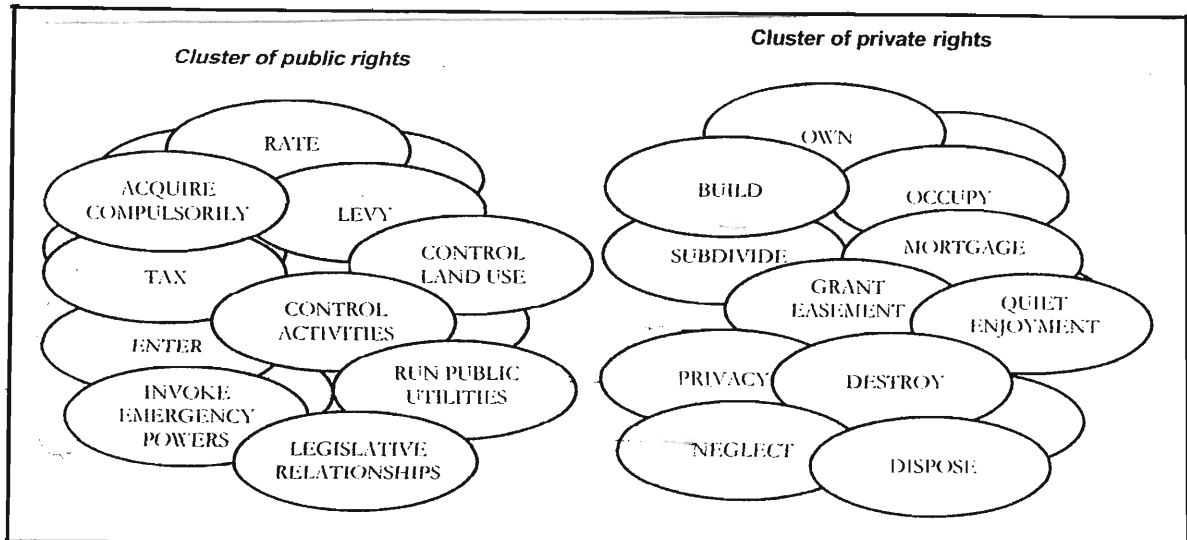 Cluster of public rights
RATE
ACQUIRE
COMPULSORILY
LEVY
TAX
CONTROL
LAND USE
CONTROL
ACTIVITIES
ENTER
RUN PUBLIC
UTILITIES
INVOKE
EMERGENCY
POWERS
LEGISLATIVE
RELATIONSHIPS
Cluster of private rights
OWN
BUILD
OCCUPY
SUBDIVIDE
MORTGAGE
GRANT
EASEMENT
QUIET
ENJOYMENT
PRIVACY
DESTROY
NEGLECT
DISPOSE